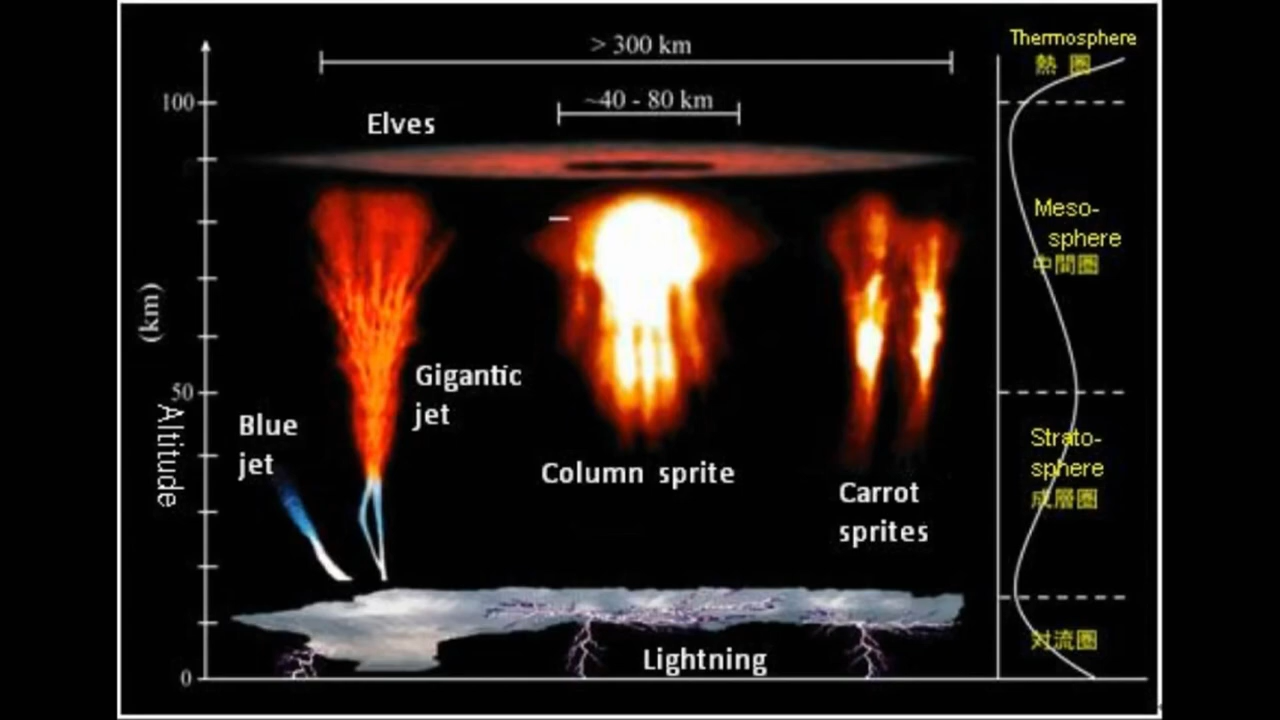 > 300 km
~40 - 80 km
Elves
100
50
0
(km)
Altitude
Blue
jet
Gigantic
jet
Column sprite
Carrot
sprites
Lightning
Thermosphere
熱 圏
Meso-
sphere
中間圏
Strato-
sphere
成層圏
対流圏